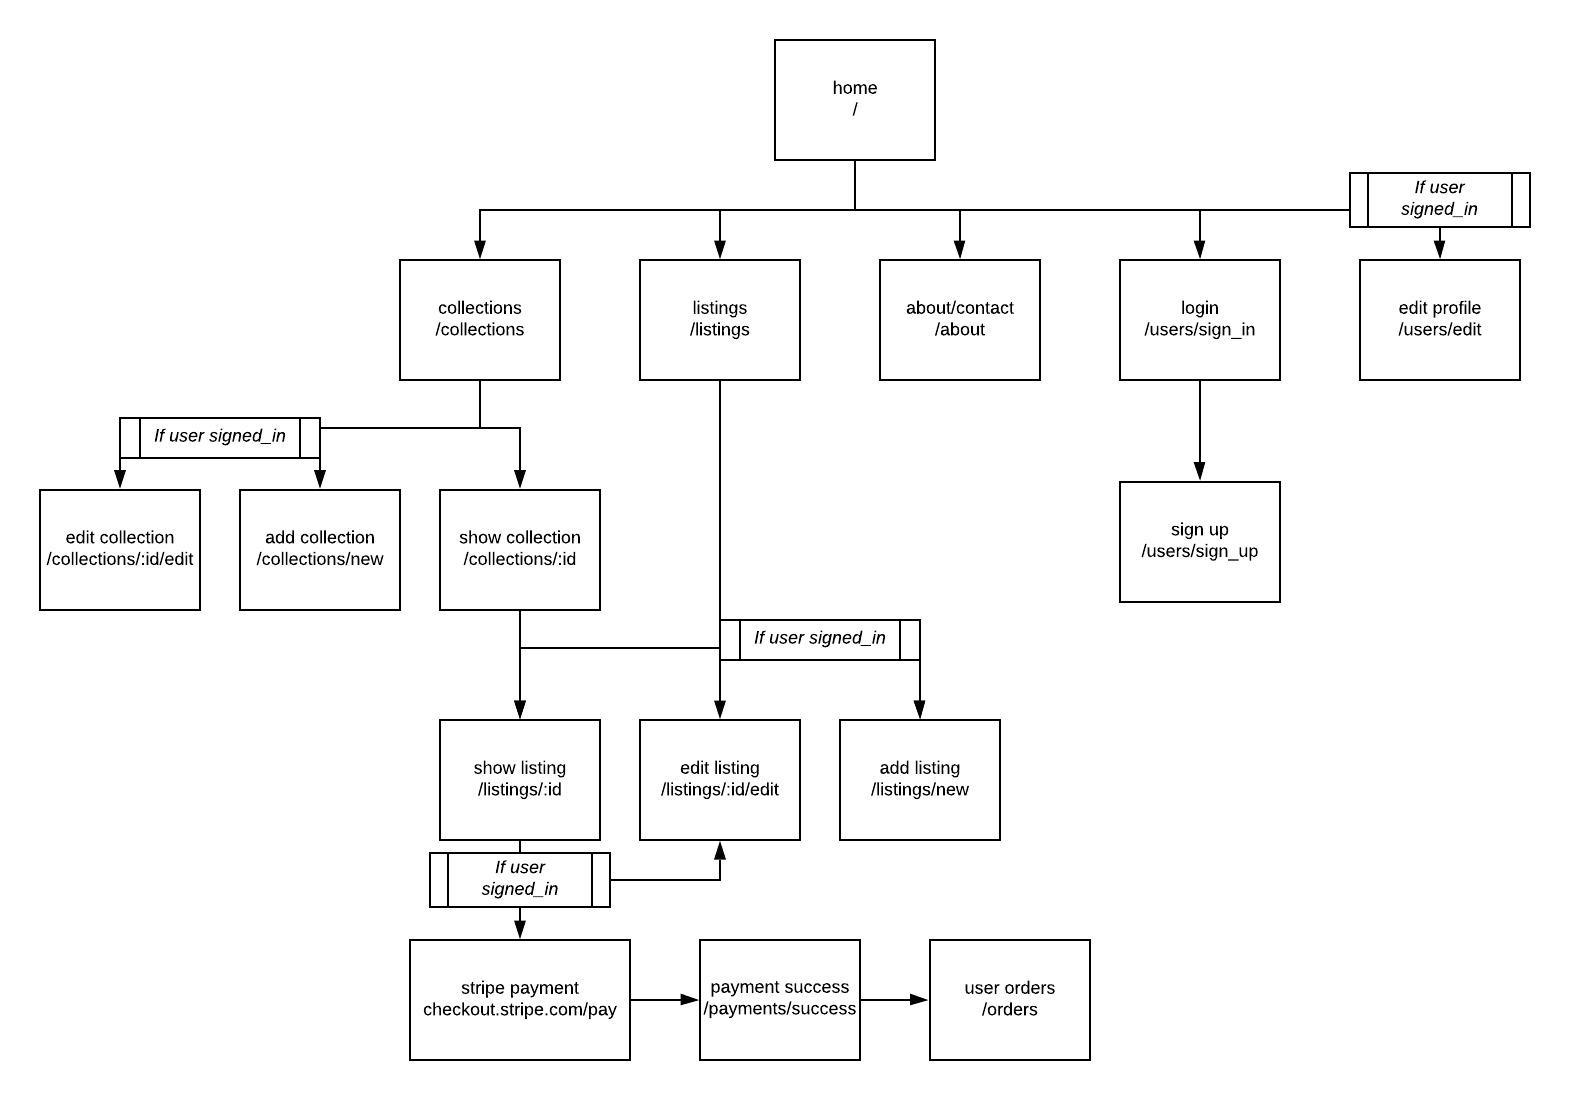 home
/
If user
signed_in
collections
/collections
listings
/listings
about/contact
/about
login
/users/sign_in
edit profile
/users/edit
If user signed_in
edit collection
/collections/:id/edit
add collection
/collections/new
show collection
/collections/:id
sign up
/users/sign_up
If user signed_in
show listing
/listings/:id
edit listing
/listings/:id/edit
add listing
/listings/new
If user
signed_in
stripe payment
checkout.stripe.com/pay
payment success
/payments/success
user orders
/orders